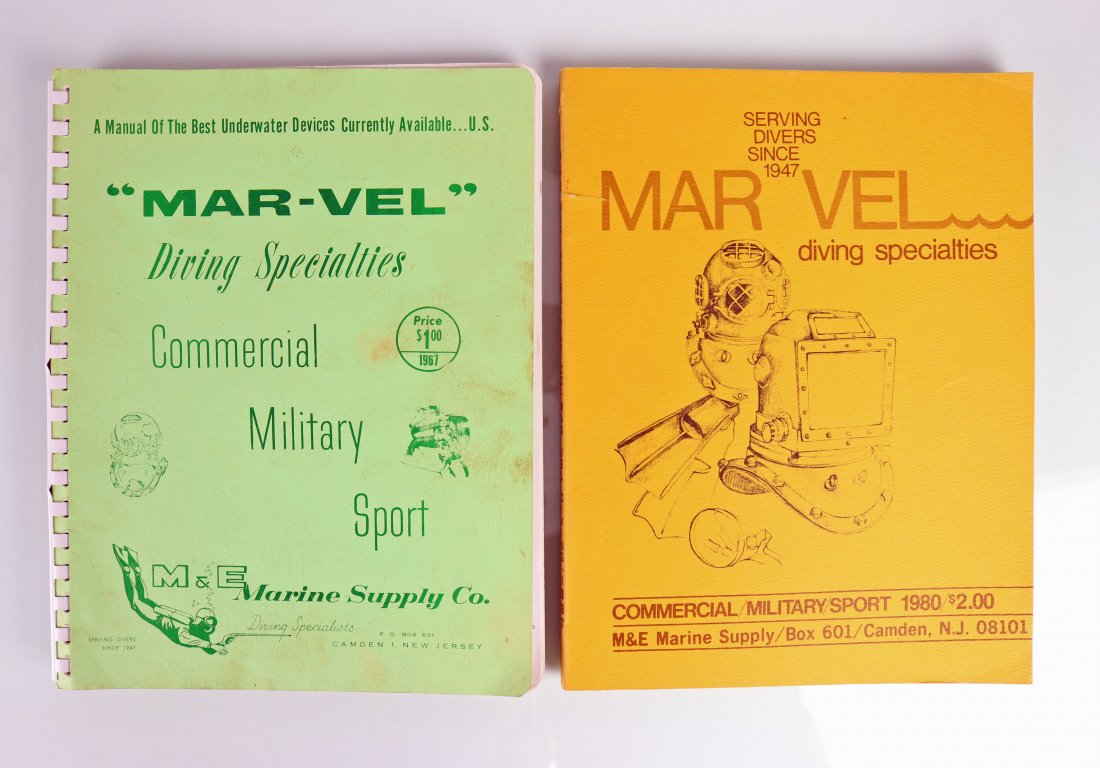 A Manual Of The Best Underwater Devices Currently Available...U.S.
"MAR-VEL"
Diving Specialties
Commercial
Price
$1.00
1967
Military
Sport
M & E
Marine Supply Co.
Diving Specialists
SERVING DIVERS
SINCE 1947
P.O. BOX 601
CAMDEN 1, NEW JERSEY
SERVING
DIVERS
SINCE
1947
MAR VEL
diving specialties
COMMERCIAL/MILITARY/SPORT 1980/$2.00
M&E Marine Supply/Box 601/Camden, N.J. 08101